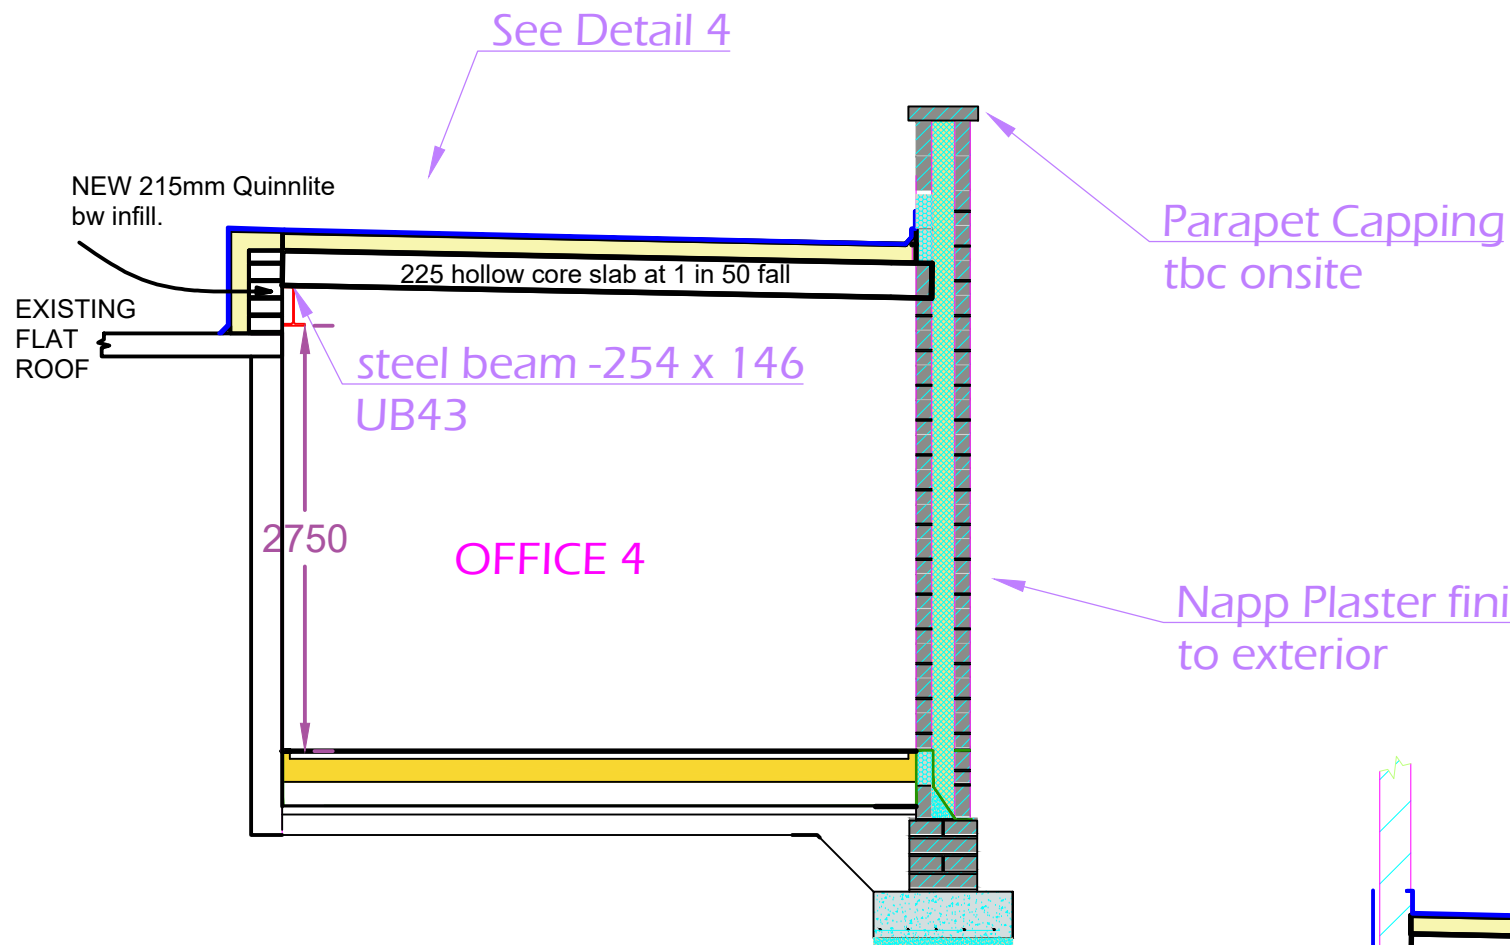 See Detail 4
NEW 215mm Quinnlite
bw infill.
Parapet Capping
tbc onsite
225 hollow core slab at 1 in 50 fall
EXISTING
FLAT
ROOF
steel beam -254 x 146
UB43
2750
OFFICE 4
Napp Plaster fini
to exterior